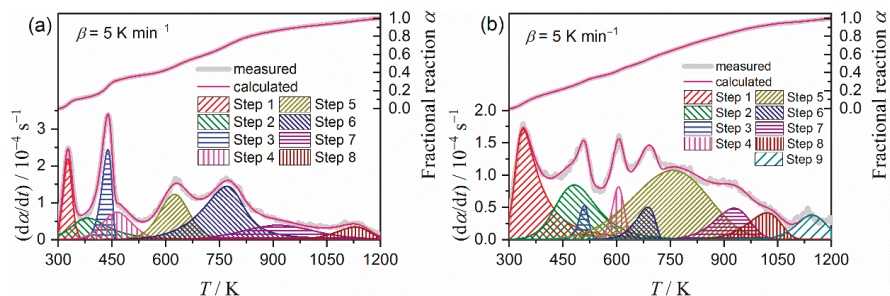 (a)
β = 5 K min⁻¹
measured
calculated
Step 1
Step 2
Step 3
Step 4
Step 5
Step 6
Step 7
Step 8
3
2
1
0
(dα/dt) / 10⁻⁴ s⁻¹
300 450 600 750 900 1050 1200
T / K
1.0
0.8
0.6
0.4
0.2
0.0
Fractional reaction α
(b)
β = 5 K min⁻¹
measured
calculated
Step 1
Step 2
Step 3
Step 4
Step 5
Step 6
Step 7
Step 8
Step 9
2.0
1.5
1.0
0.5
0.0
(dα/dt) / 10⁻⁴ s⁻¹
300 450 600 750 900 1050 1200
T / K
1.0
0.8
0.6
0.4
0.2
0.0
Fractional reaction α